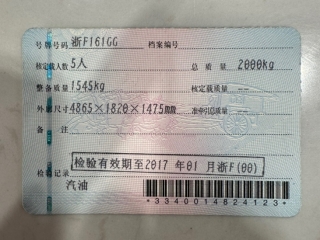 号牌号码 浙F161GG 档案编号
核定载人数 5人 总质量 2000kg
整备质量 1545kg 核定载质量 --
外廓尺寸 4865×1820×1475mm 准牵引总质量 --
备注
检验有效期至2017年01月浙F(00)
检验记录
汽油
*3340014624123*